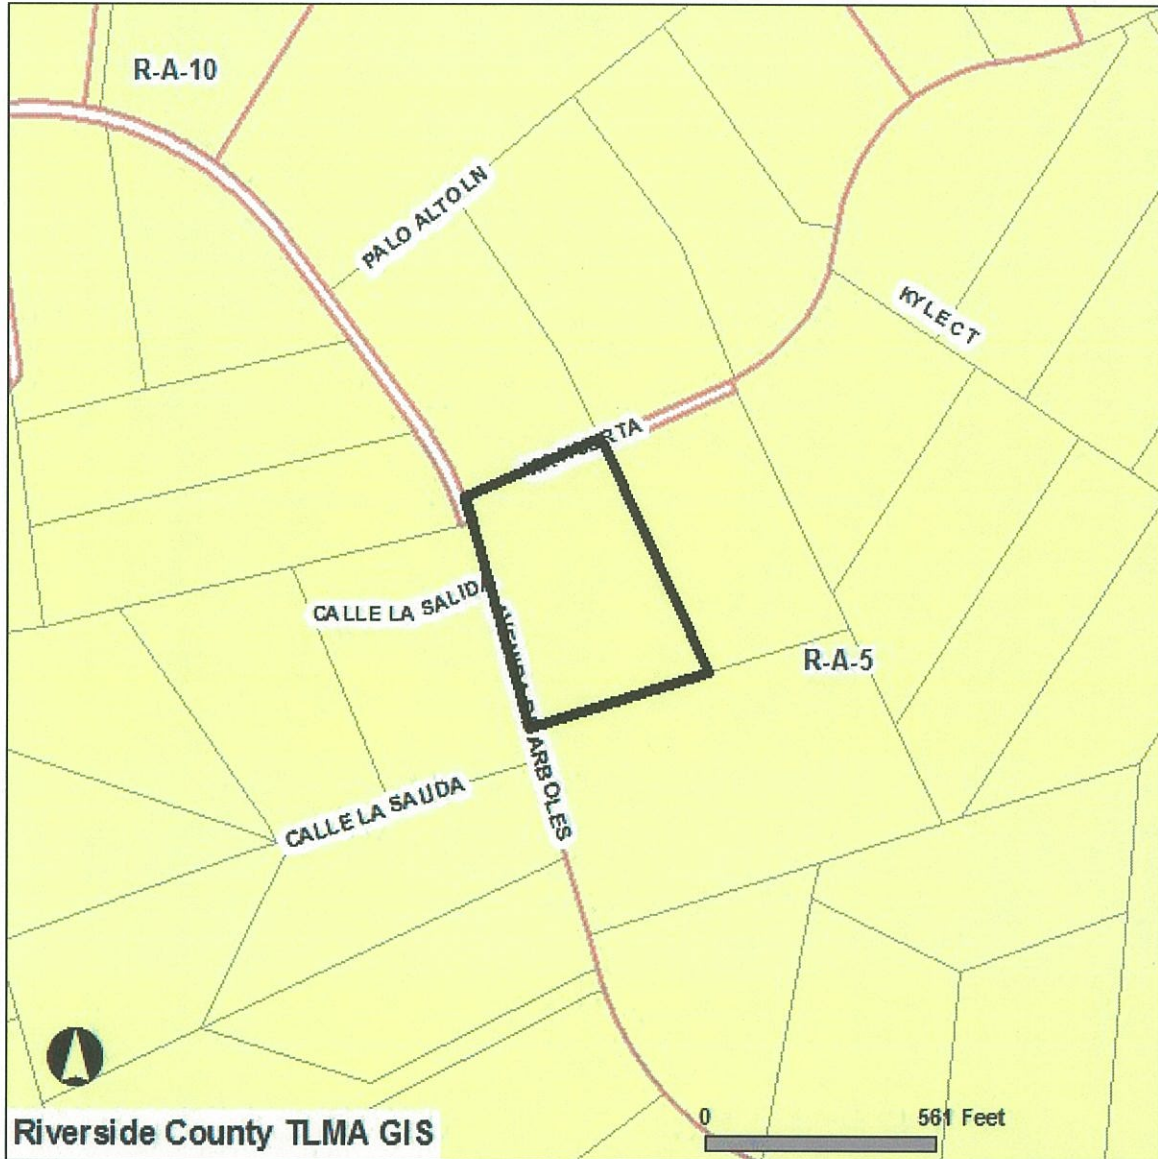 R-A-10
PALO ALTO LN
KYLE CT
CALLE LA SALIDA
R-A-5
ARBOLES
CALLE LA SALIDA
0 561 Feet
Riverside County TLMA GIS